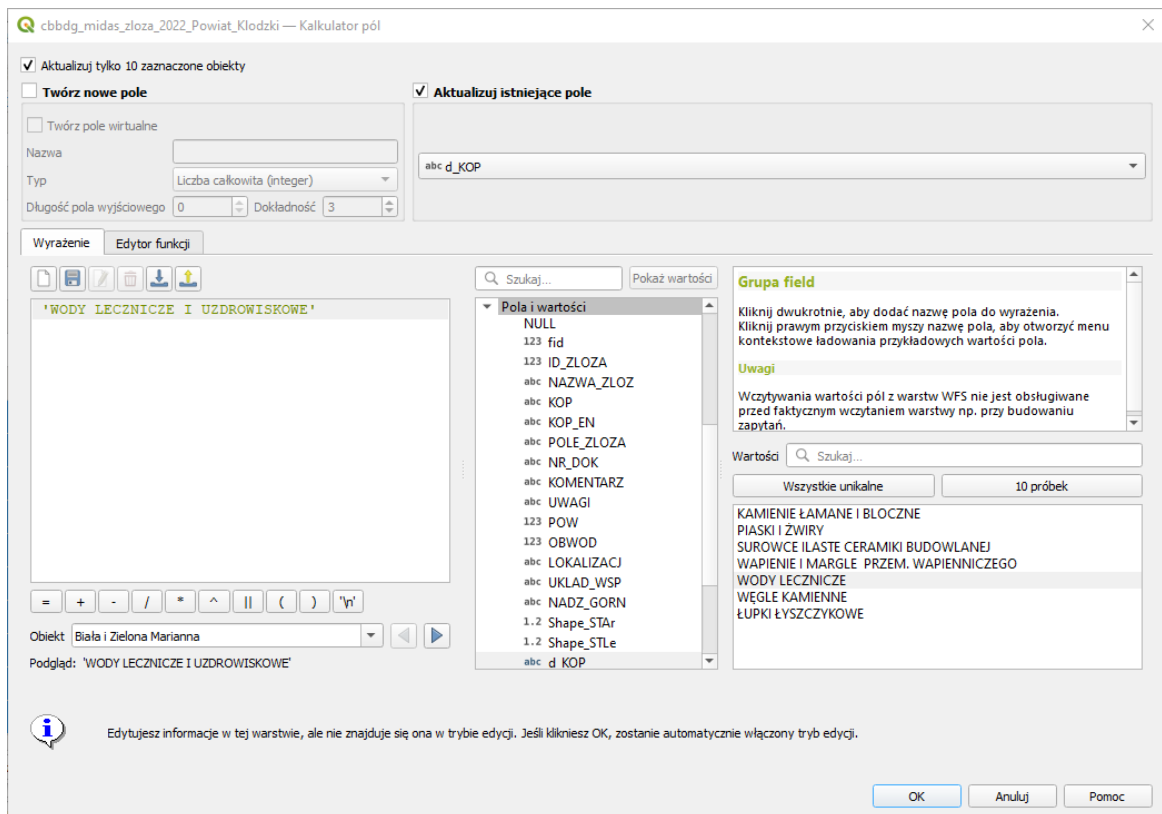 cbbdg_midas_zloza_2022_Powiat_Klodzki — Kalkulator pól
Aktualizuj tylko 10 zaznaczone obiekty
Twórz nowe pole
Aktualizuj istniejące pole
Twórz pole wirtualne
Nazwa
Typ Liczba całkowita (integer)
Długość pola wyjściowego 0 Dokładność 3
abc d_KOP
Wyrażenie Edytor funkcji
'WODY LECZNICZE I UZDROWISKOWE'
= + - / * ^ || ( ) '\n'
Obiekt Biała i Zielona Marianna
Podgląd: 'WODY LECZNICZE I UZDROWISKOWE'
Szukaj... Pokaż wartości
Pola i wartości
NULL
123 fid
123 ID_ZLOZA
abc NAZWA_ZLOZ
abc KOP
abc KOP_EN
abc POLE_ZLOZA
abc NR_DOK
abc KOMENTARZ
abc UWAGI
123 POW
123 OBWOD
abc LOKALIZACJ
abc UKLAD_WSP
abc NADZ_GORN
1.2 Shape_STAr
1.2 Shape_STLe
abc d_KOP
Grupa field
Kliknij dwukrotnie, aby dodać nazwę pola do wyrażenia.
Kliknij prawym przyciskiem myszy nazwę pola, aby otworzyć menu
kontekstowe ładowania przykładowych wartości pola.
Uwagi
Wczytywania wartości pól z warstw WFS nie jest obsługiwane
przed faktycznym wczytaniem warstwy np. przy budowaniu
zapytań.
Wartości Szukaj...
Wszystkie unikalne 10 próbek
KAMIENIE ŁAMANE I BLOCZNE
PIASKI I ŻWIRY
SUROWCE ILASTE CERAMIKI BUDOWLANEJ
WAPIENIE I MARGLE PRZEM. WAPIENNICZEGO
WODY LECZNICZE
WĘGLE KAMIENNE
ŁUPKI ŁYSZCZYKOWE
Edytujesz informacje w tej warstwie, ale nie znajduje się ona w trybie edycji. Jeśli klikniesz OK, zostanie automatycznie włączony tryb edycji.
OK Anuluj Pomoc